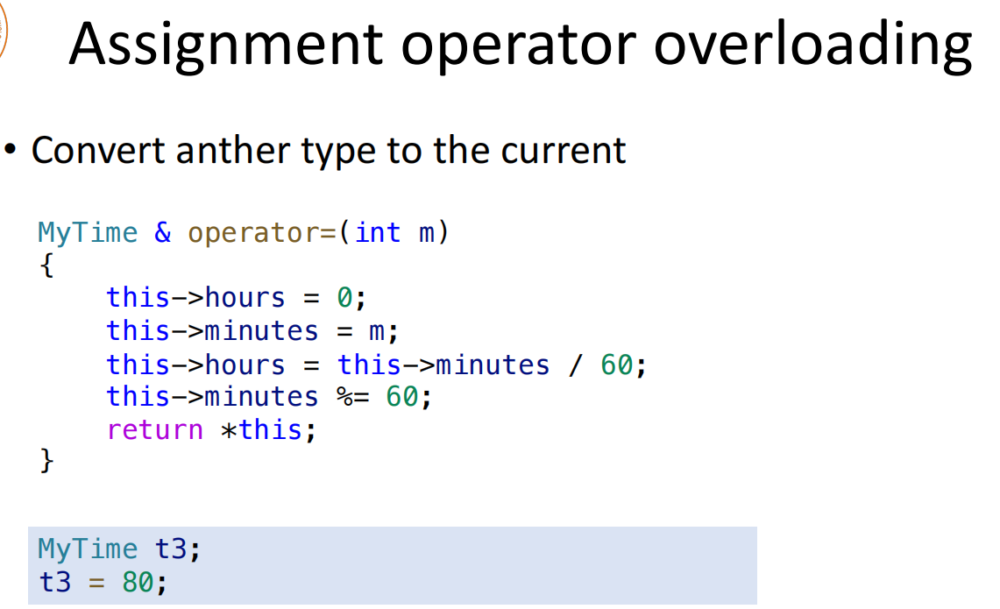 Assignment operator overloading
• Convert anther type to the current
MyTime & operator=(int m)
{
    this->hours = 0;
    this->minutes = m;
    this->hours = this->minutes / 60;
    this->minutes %= 60;
    return *this;
}
MyTime t3;
t3 = 80;